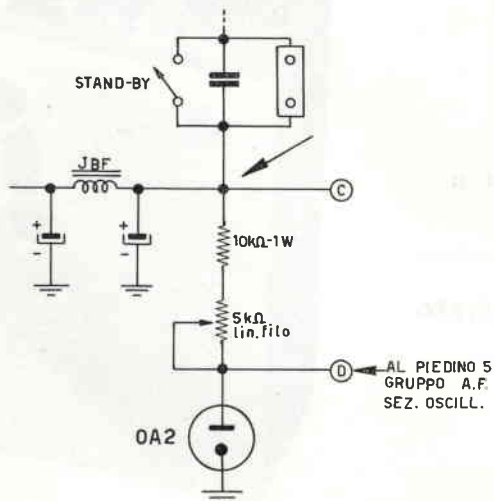 STAND-BY
JBF
C
+
+
-
-
10kΩ-1W
5kΩ
lin.filo
D
AL PIEDINO 5
GRUPPO A.F.
SEZ. OSCILL.
OA2